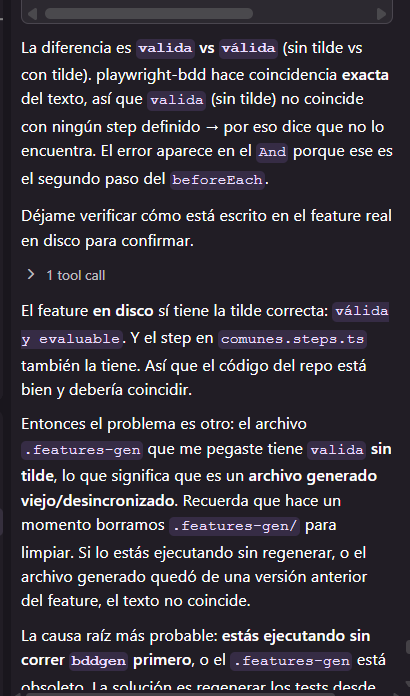 La diferencia es valida vs válida (sin tilde vs
con tilde). playwright-bdd hace coincidencia exacta
del texto, así que valida (sin tilde) no coincide
con ningún step definido → por eso dice que no lo
encuentra. El error aparece en el And porque ese es
el segundo paso del beforeEach.
Déjame verificar cómo está escrito en el feature real
en disco para confirmar.
1 tool call
El feature en disco sí tiene la tilde correcta: válida
y evaluable. Y el step en comunes.steps.ts
también la tiene. Así que el código del repo está
bien y debería coincidir.
Entonces el problema es otro: el archivo
.features-gen que me pegaste tiene valida sin
tilde, lo que significa que es un archivo generado
viejo/desincronizado. Recuerda que hace un
momento borramos .features-gen/ para
limpiar. Si lo estás ejecutando sin regenerar, o el
archivo generado quedó de una versión anterior
del feature, el texto no coincide.
La causa raíz más probable: estás ejecutando sin
correr bddgen primero, o el .features-gen está
obsoleto. La solución es regenerar los tests desde